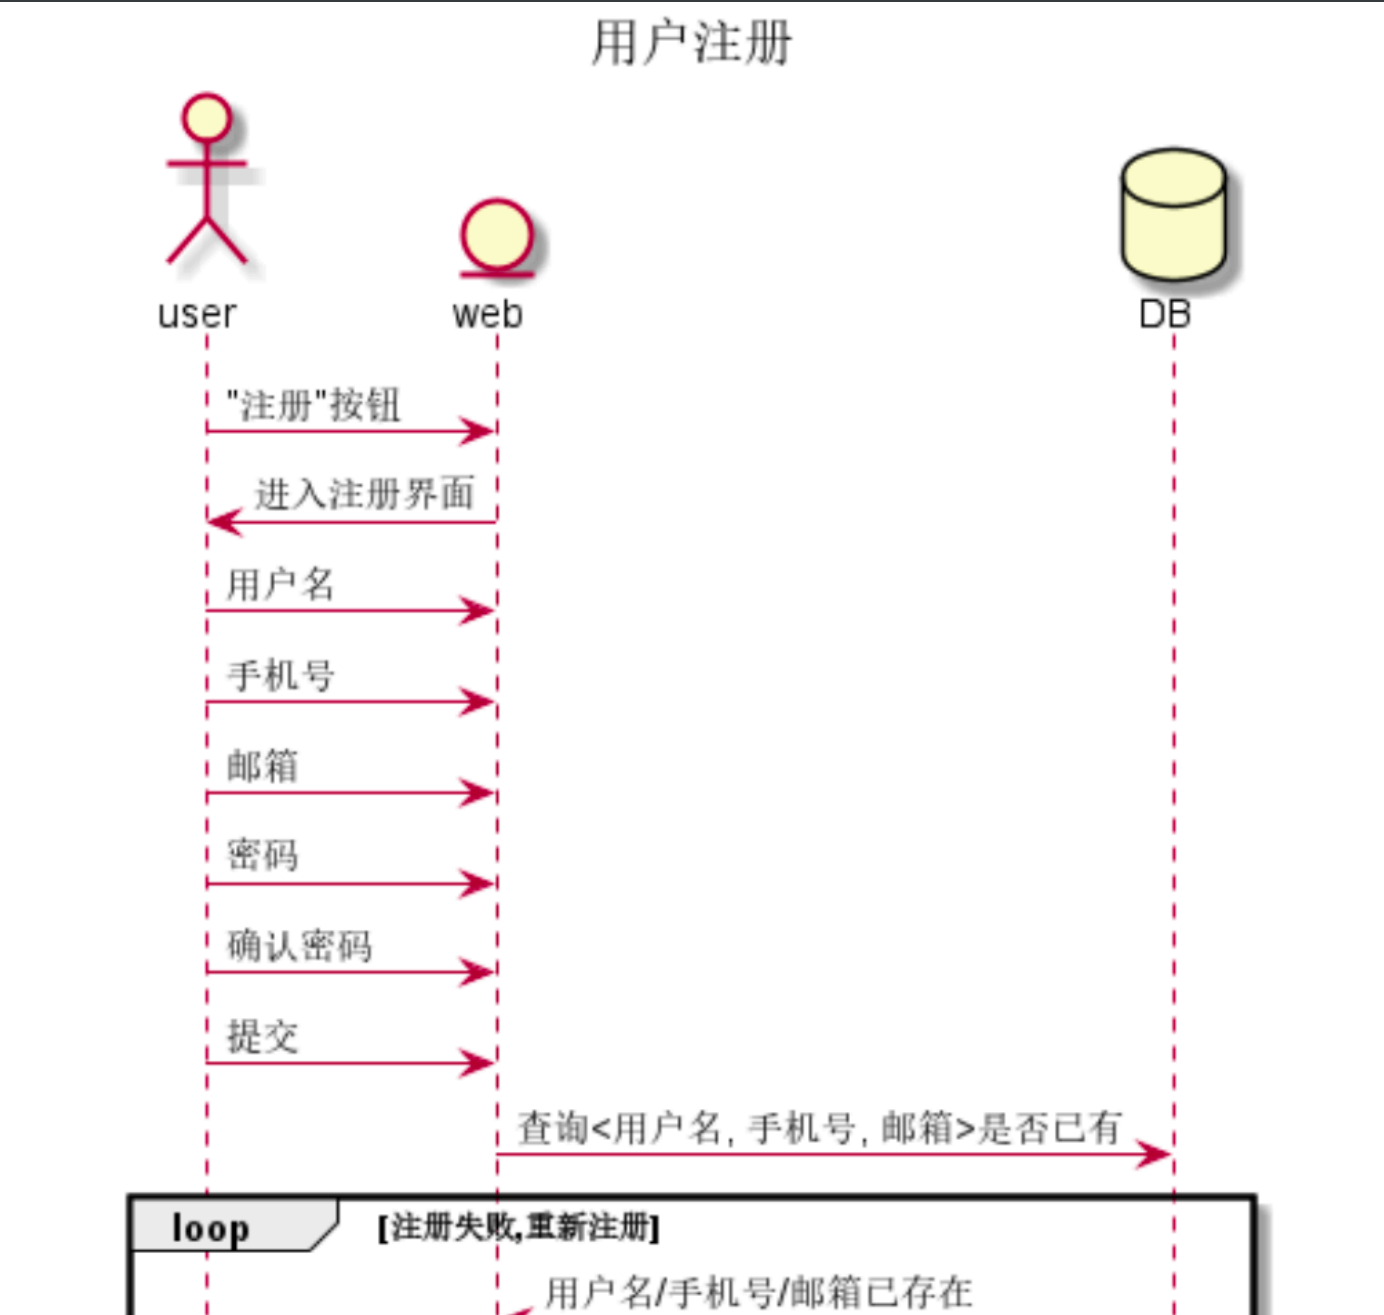 用户注册
user
web
DB
"注册"按钮
进入注册界面
用户名
手机号
邮箱
密码
确认密码
提交
查询<用户名, 手机号, 邮箱>是否已有
loop
[注册失败,重新注册]
用户名/手机号/邮箱已存在